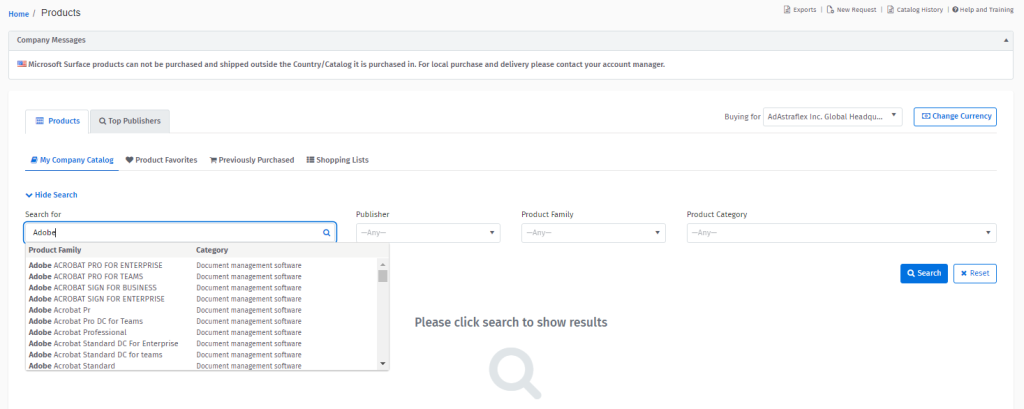 Home / Products
Exports | New Request | Catalog History | Help and Training
Company Messages
Microsoft Surface products can not be purchased and shipped outside the Country/Catalog it is purchased in. For local purchase and delivery please contact your account manager.
Products Top Publishers
Buying for AdAstraflex Inc. Global Headqu... Change Currency
My Company Catalog Product Favorites Previously Purchased Shopping Lists
Hide Search
Search for Publisher Product Family Product Category
Adobe —Any— —Any— —Any—
Product Family Category
Adobe ACROBAT PRO FOR ENTERPRISE Document management software
Adobe ACROBAT PRO FOR TEAMS Document management software
Adobe ACROBAT SIGN FOR BUSINESS Document management software
Adobe ACROBAT SIGN FOR ENTERPRISE Document management software
Adobe Acrobat Pr Document management software
Adobe Acrobat Pro DC for Teams Document management software
Adobe Acrobat Professional Document management software
Adobe Acrobat Standard DC For Enterprise Document management software
Adobe Acrobat Standard DC for teams Document management software
Adobe Acrobat Standard Document management software
Search Reset
Please click search to show results